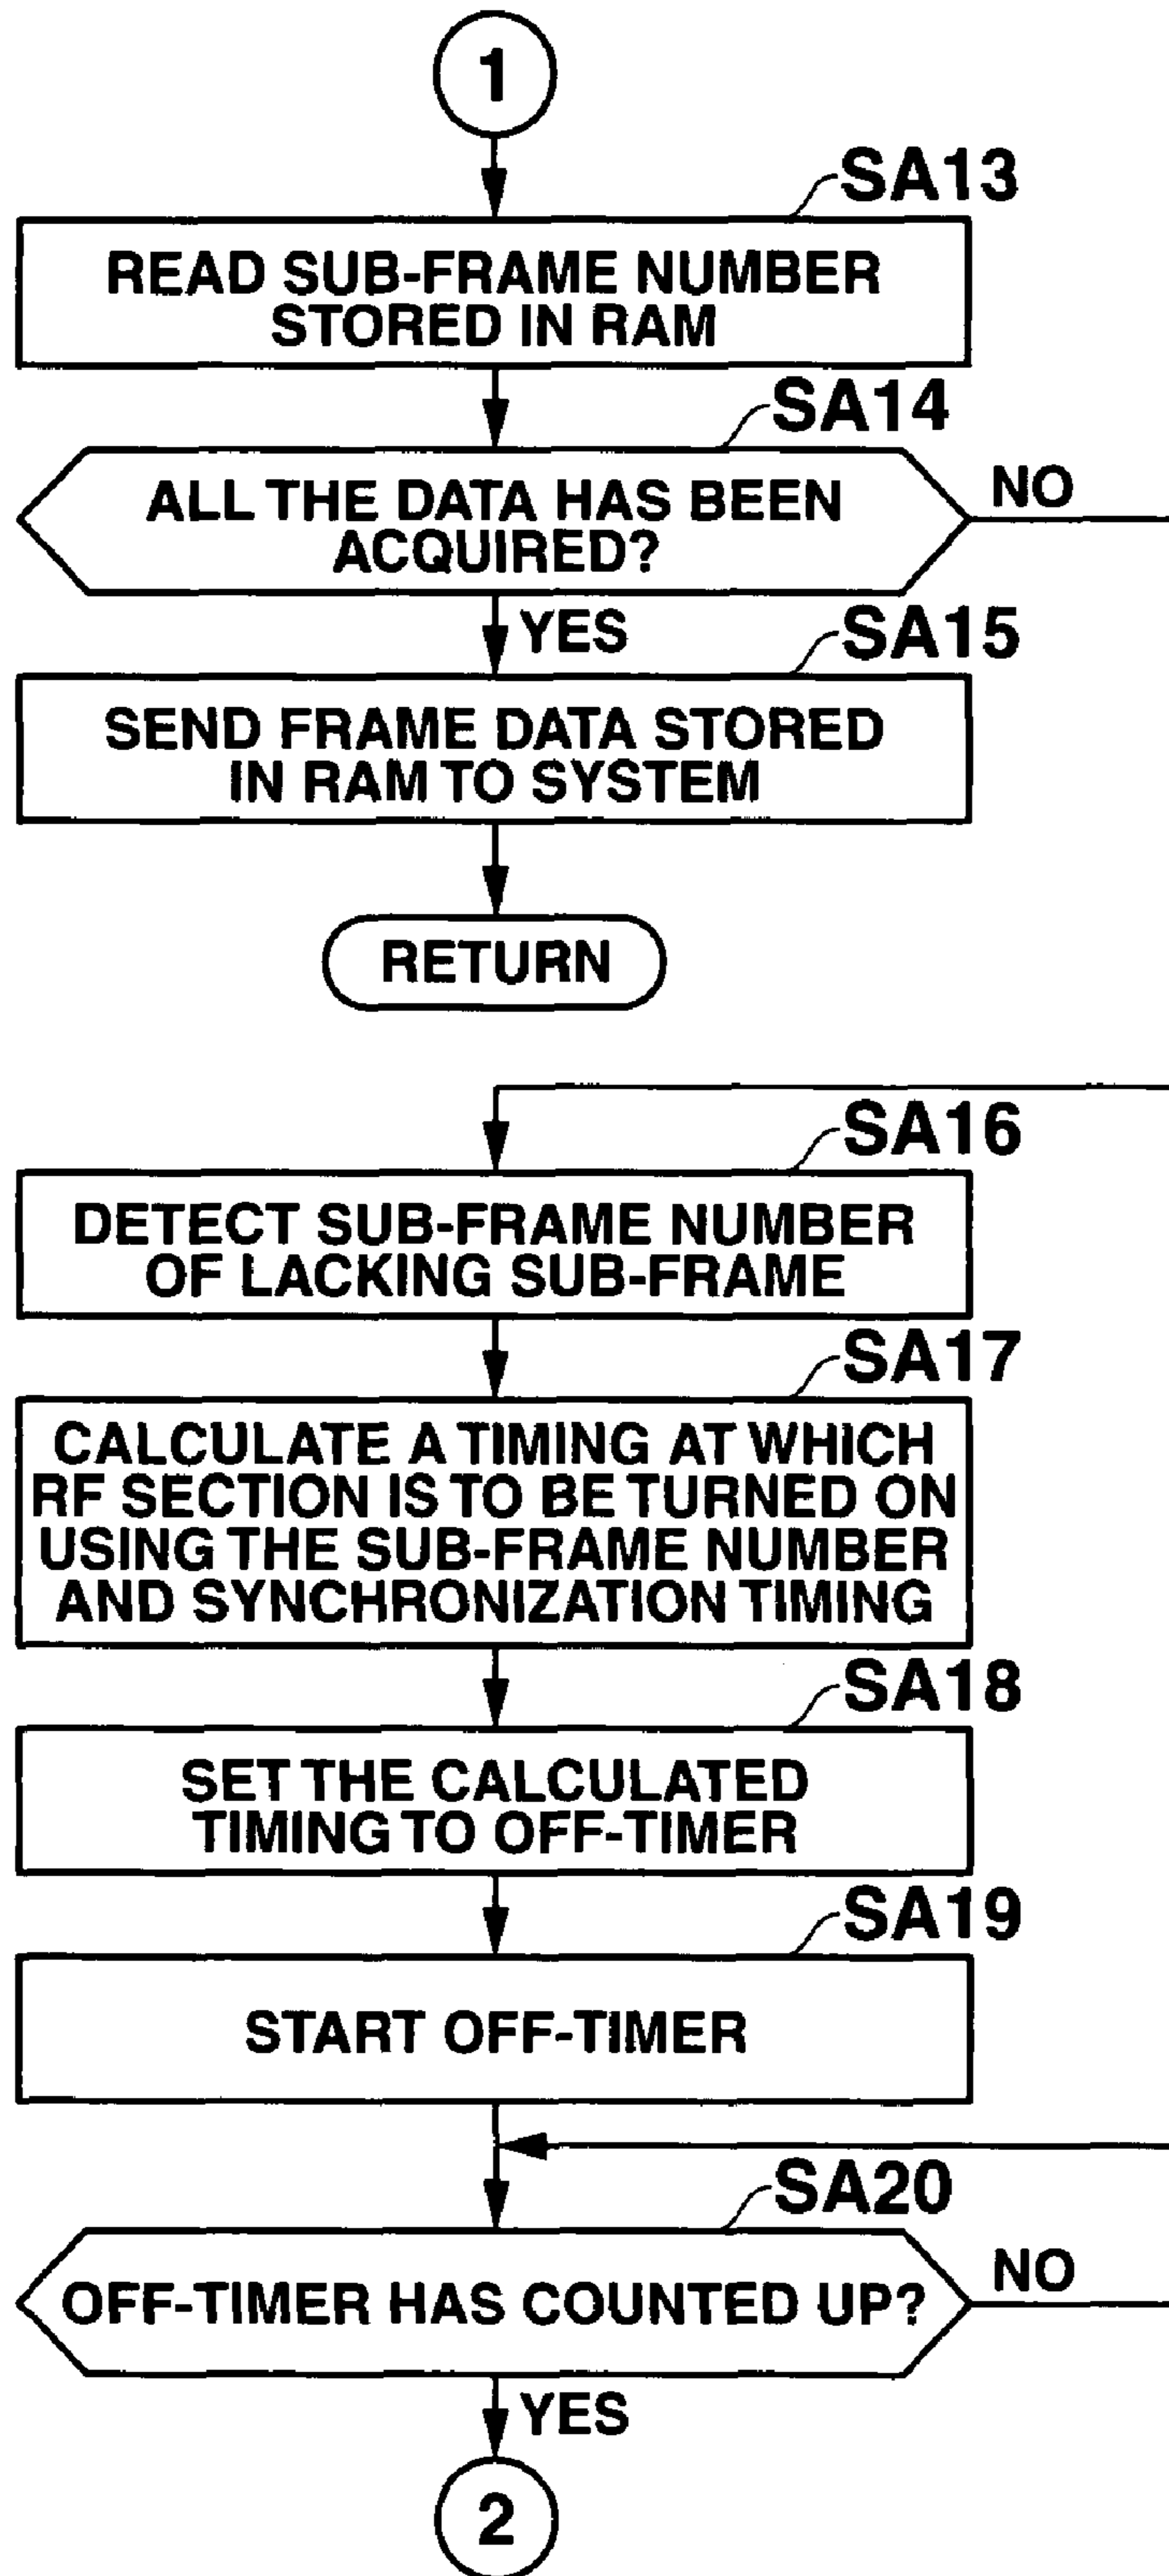 1
SA13
READ SUB-FRAME NUMBER
STORED IN RAM
SA14
ALL THE DATA HAS BEEN
ACQUIRED?
NO
YES
SA15
SEND FRAME DATA STORED
IN RAM TO SYSTEM
RETURN
SA16
DETECT SUB-FRAME NUMBER
OF LACKING SUB-FRAME
SA17
CALCULATE A TIMING AT WHICH
RF SECTION IS TO BE TURNED ON
USING THE SUB-FRAME NUMBER
AND SYNCHRONIZATION TIMING
SA18
SET THE CALCULATED
TIMING TO OFF-TIMER
SA19
START OFF-TIMER
SA20
OFF-TIMER HAS COUNTED UP?
NO
YES
2